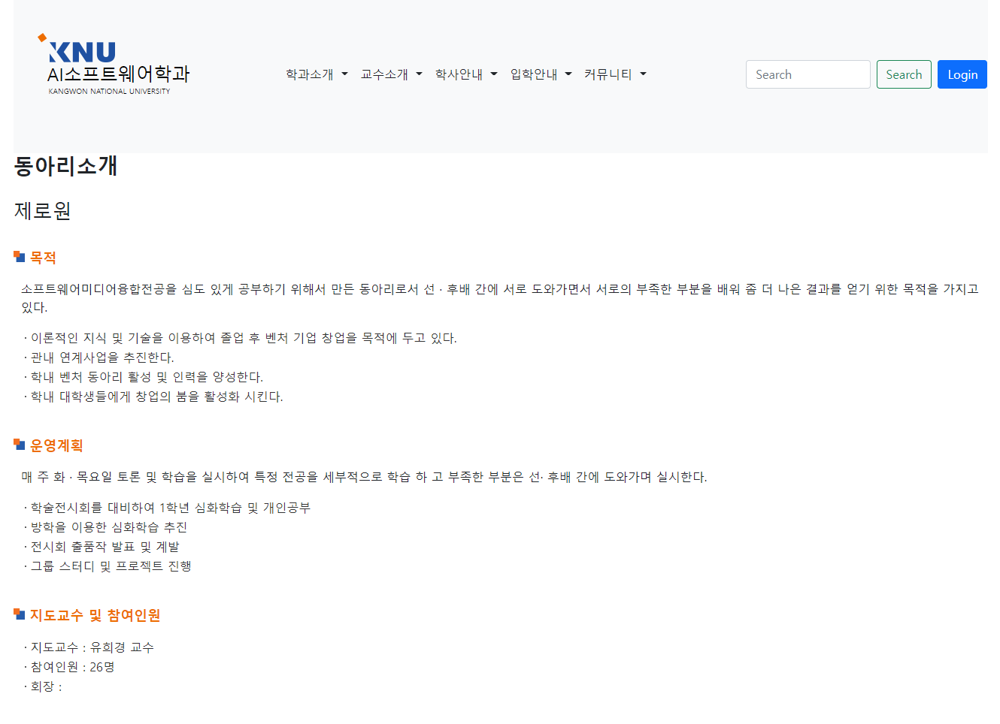 KNU
AI소프트웨어학과
KANGWON NATIONAL UNIVERSITY
학과소개 교수소개 학사안내 입학안내 커뮤니티 Search Search Login
동아리소개
제로원
목적
소프트웨어미디어융합전공을 심도 있게 공부하기 위해서 만든 동아리로서 선 · 후배 간에 서로 도와가면서 서로의 부족한 부분을 배워 좀 더 나은 결과를 얻기 위한 목적을 가지고
있다.
· 이론적인 지식 및 기술을 이용하여 졸업 후 벤처 기업 창업을 목적에 두고 있다.
· 관내 연계사업을 추진한다.
· 학내 벤처 동아리 활성 및 인력을 양성한다.
· 학내 대학생들에게 창업의 붐을 활성화 시킨다.
운영계획
매 주 화 · 목요일 토론 및 학습을 실시하여 특정 전공을 세부적으로 학습 하 고 부족한 부분은 선· 후배 간에 도와가며 실시한다.
· 학술전시회를 대비하여 1학년 심화학습 및 개인공부
· 방학을 이용한 심화학습 추진
· 전시회 출품작 발표 및 계발
· 그룹 스터디 및 프로젝트 진행
지도교수 및 참여인원
· 지도교수 : 유희경 교수
· 참여인원 : 26명
· 회장 :